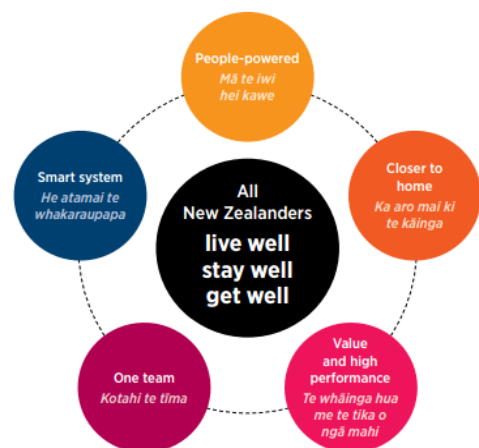 People-powered
Mā te iwi
hei kawe
Smart system
He atamai te
whakaraupapa
Closer to
home
Ka aro mai ki
te kāinga
All
New Zealanders
live well
stay well
get well
One team
Kotahi te tīma
Value
and high
performance
Te whāinga hua
me te tika o
ngā mahi